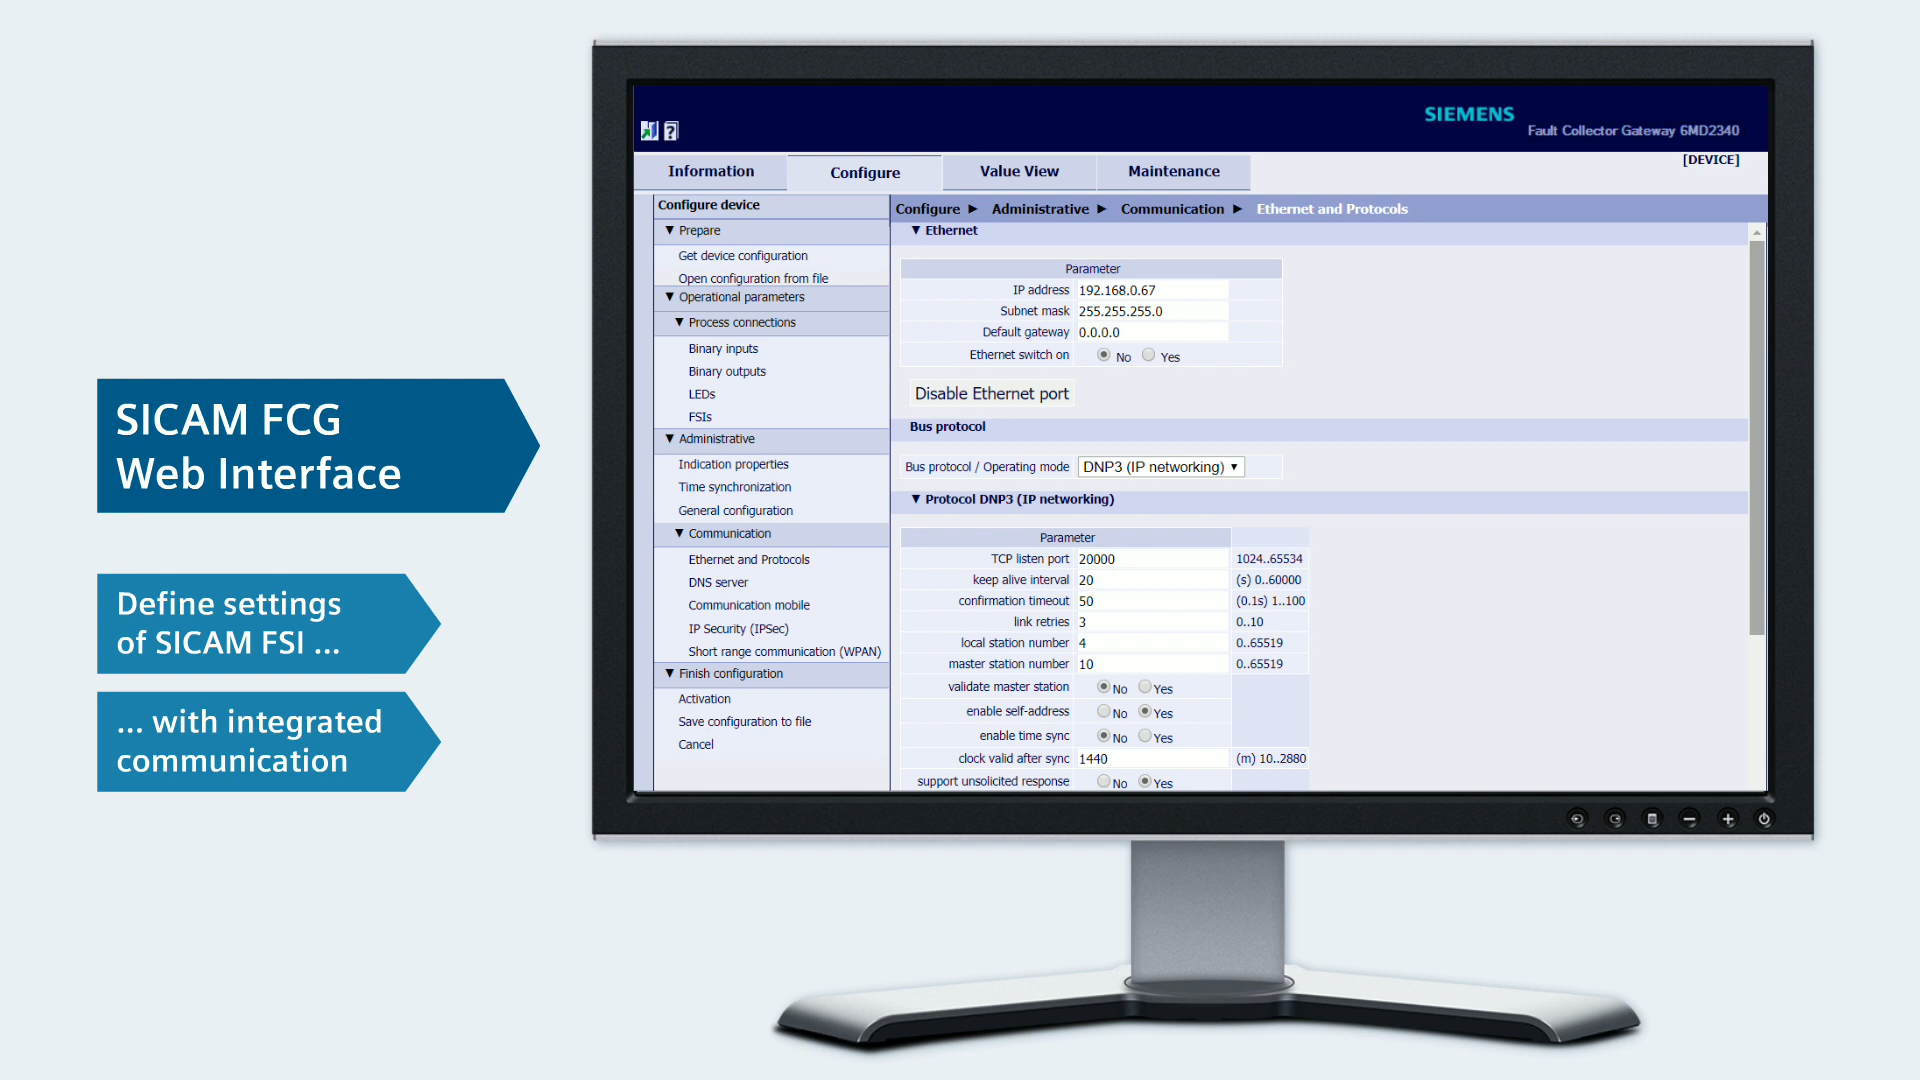 SICAM FCG
Web Interface
Define settings
of SICAM FSI ...
... with integrated
communication
SIEMENS
Fault Collector Gateway 6MD2340
[DEVICE]
Information Configure Value View Maintenance
Configure device
▼ Prepare
Get device configuration
Open configuration from file
▼ Operational parameters
▼ Process connections
Binary inputs
Binary outputs
LEDs
FSIs
▼ Administrative
Indication properties
Time synchronization
General configuration
▼ Communication
Ethernet and Protocols
DNS server
Communication mobile
IP Security (IPSec)
Short range communication (WPAN)
▼ Finish configuration
Activation
Save configuration to file
Cancel
Configure ► Administrative ► Communication ► Ethernet and Protocols
▼ Ethernet
Parameter
IP address 192.168.0.67
Subnet mask 255.255.255.0
Default gateway 0.0.0.0
Ethernet switch on No Yes
Disable Ethernet port
Bus protocol
Bus protocol / Operating mode DNP3 (IP networking) ▼
▼ Protocol DNP3 (IP networking)
Parameter
TCP listen port 20000 1024..65534
keep alive interval 20 (s) 0..60000
confirmation timeout 50 (0.1s) 1..100
link retries 3 0..10
local station number 4 0..65519
master station number 10 0..65519
validate master station No Yes
enable self-address No Yes
enable time sync No Yes
clock valid after sync 1440 (m) 10..2880
support unsolicited response No Yes